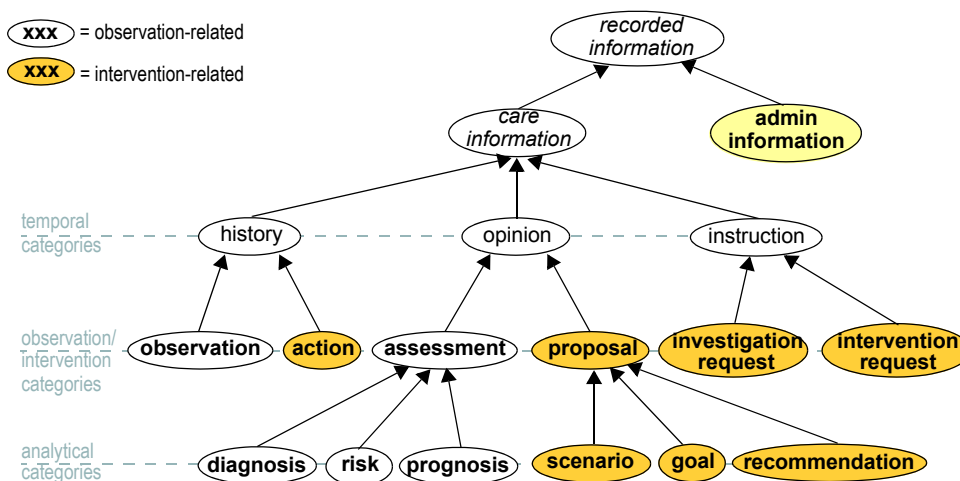 xxx = observation-related
xxx = intervention-related
recorded
information
care
information
admin
information
temporal
categories
history
opinion
instruction
observation/
intervention
categories
observation
action
assessment
proposal
investigation
request
intervention
request
analytical
categories
diagnosis
risk
prognosis
scenario
goal
recommendation